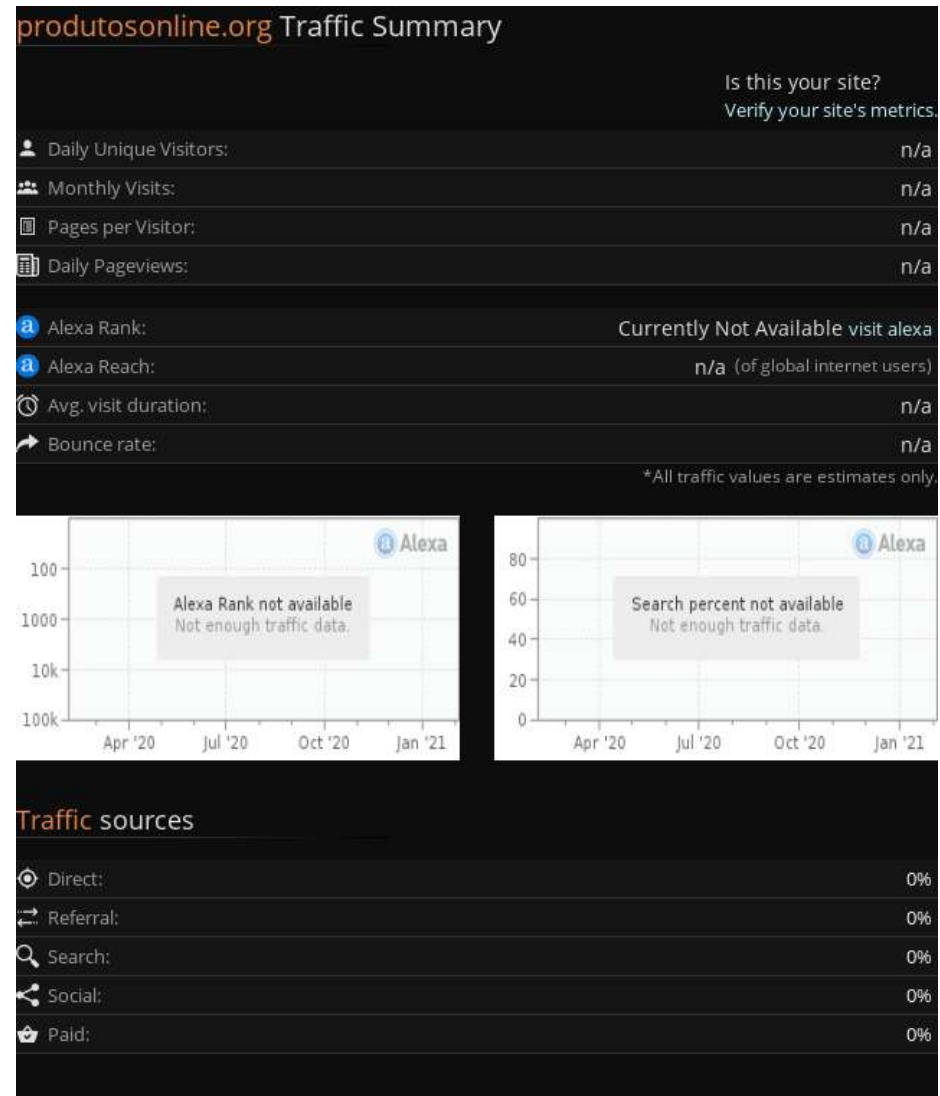 produtosonline.org Traffic Summary
Is this your site?
Verify your site's metrics.
Daily Unique Visitors: n/a
Monthly Visits: n/a
Pages per Visitor: n/a
Daily Pageviews: n/a
a Alexa Rank: Currently Not Available visit alexa
a Alexa Reach: n/a (of global internet users)
Avg. visit duration: n/a
Bounce rate: n/a
*All traffic values are estimates only.
a Alexa
100
1000
10k
100k
Alexa Rank not available
Not enough traffic data.
Apr '20 Jul '20 Oct '20 Jan '21
a Alexa
80
60
40
20
0
Search percent not available
Not enough traffic data.
Apr '20 Jul '20 Oct '20 Jan '21
Traffic sources
Direct: 0%
Referral: 0%
Search: 0%
Social: 0%
Paid: 0%